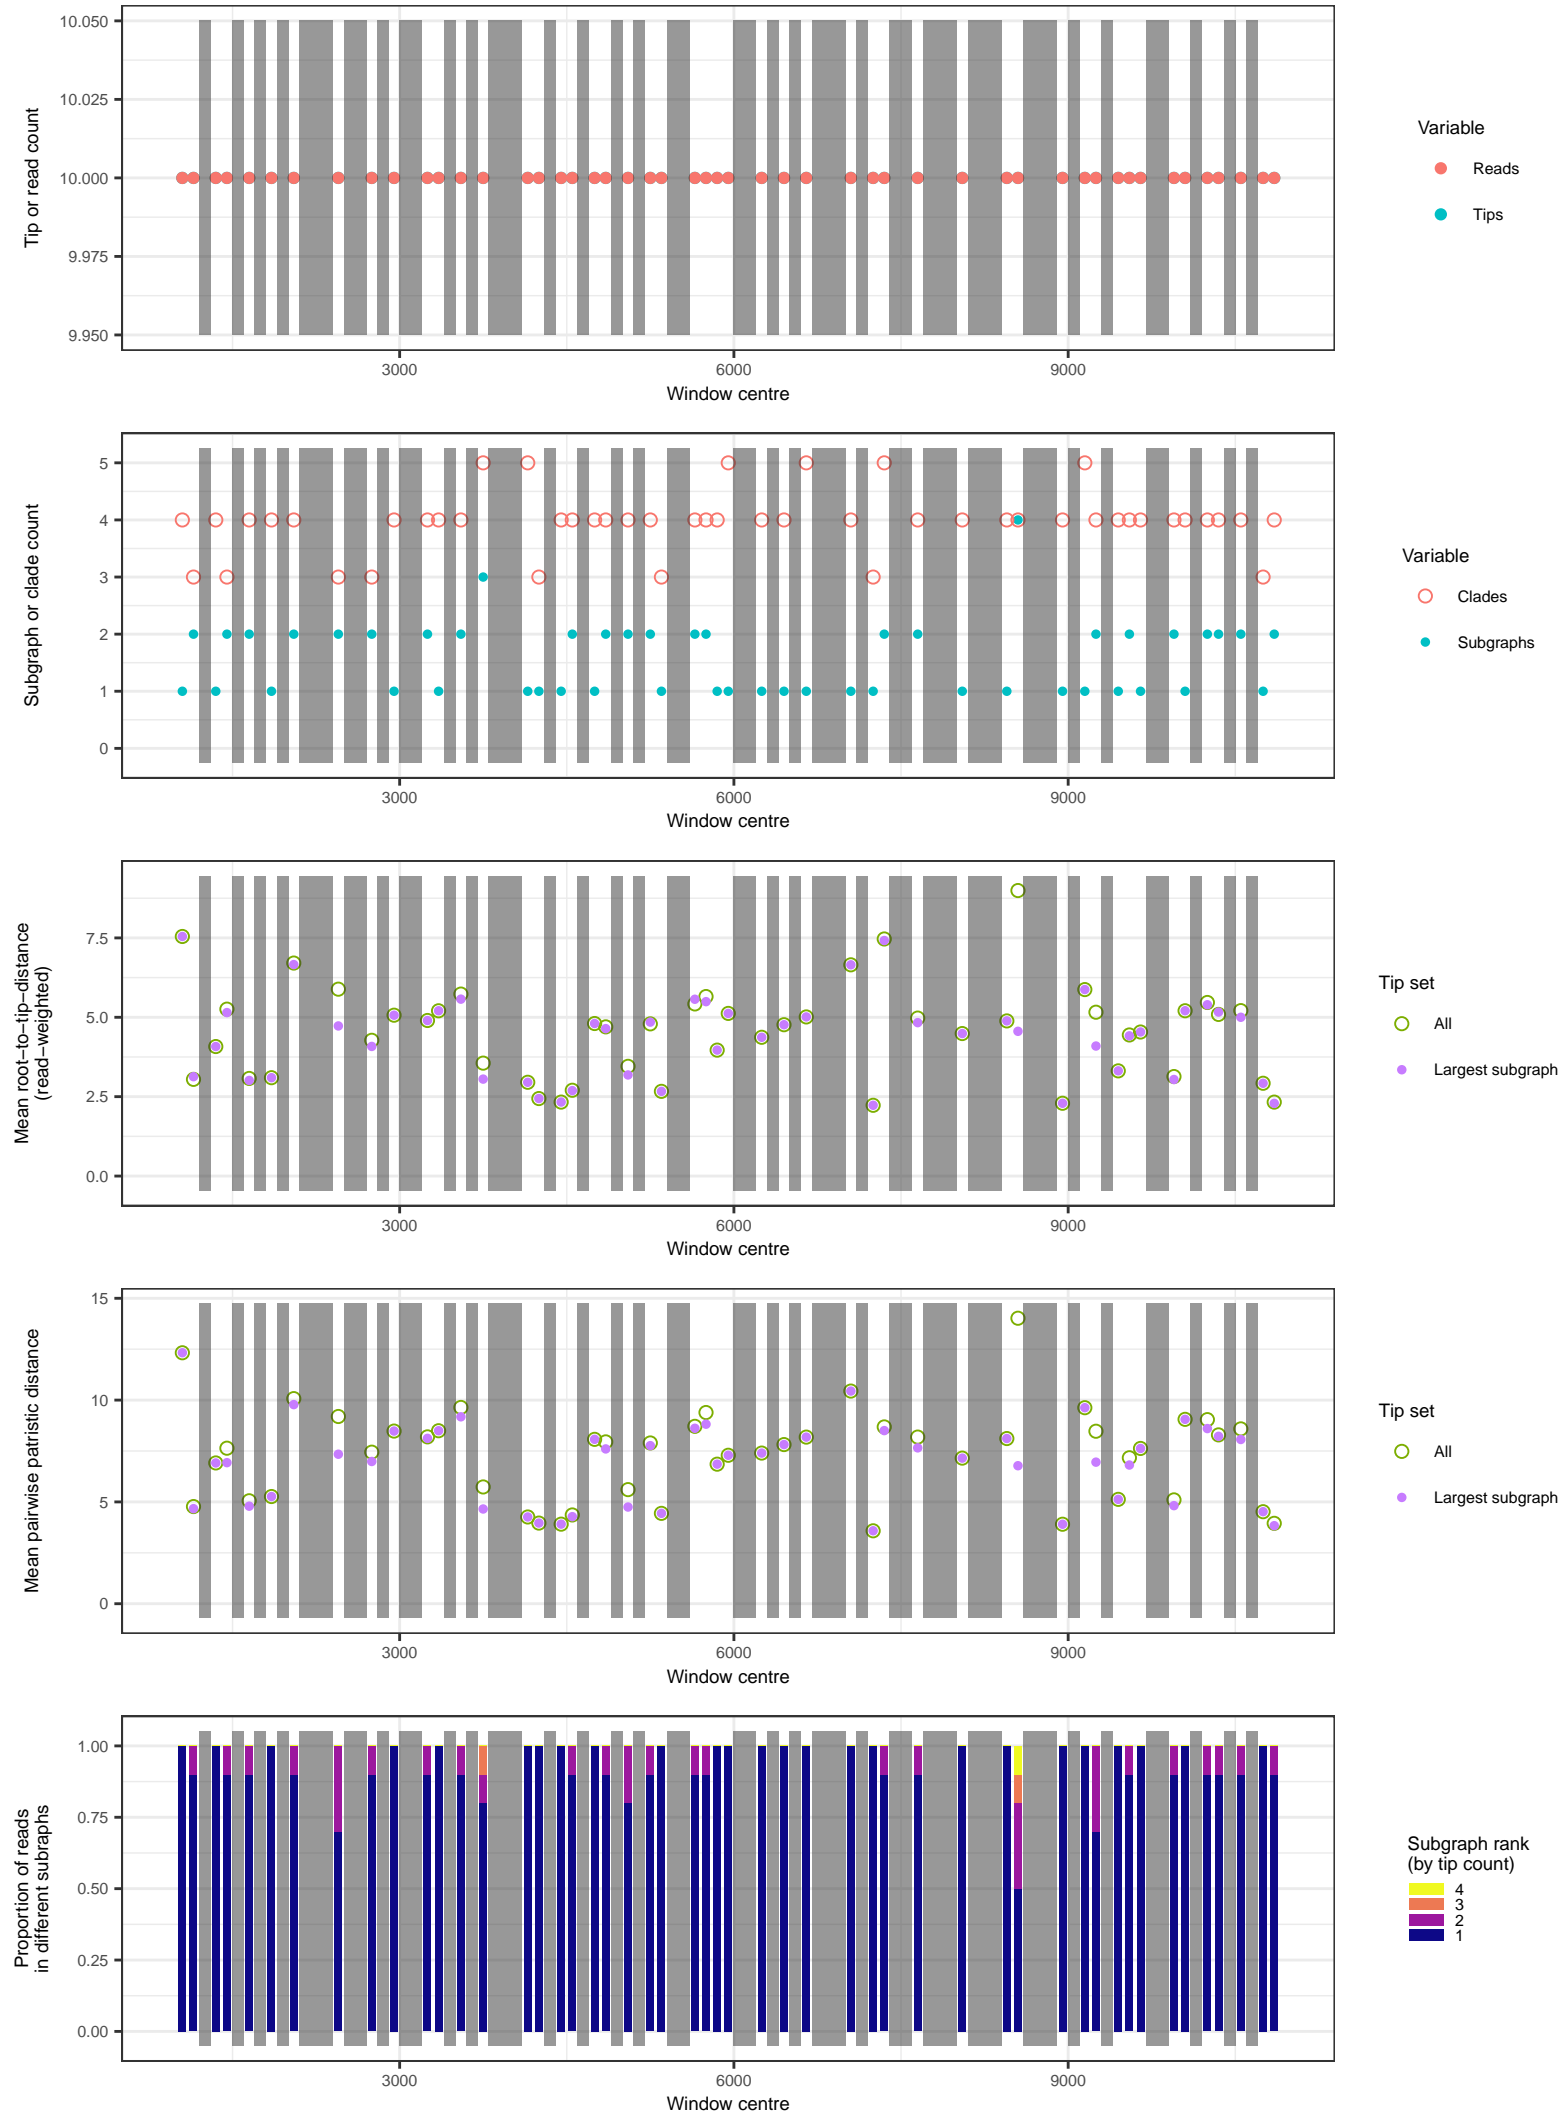 10.050
10.025
10.000
9.975
9.950
Tip or read count
3000
6000
9000
Window centre
Variable
Reads
Tips
5
4
3
2
1
0
Subgraph or clade count
3000
6000
9000
Window centre
Variable
Clades
Subgraphs
7.5
5.0
2.5
0.0
Mean root−to−tip−distance
(read−weighted)
3000
6000
9000
Window centre
Tip set
All
Largest subgraph
15
10
5
0
Mean pairwise patristic distance
3000
6000
9000
Window centre
Tip set
All
Largest subgraph
1.00
0.75
0.50
0.25
0.00
Proportion of reads
in different subraphs
3000
6000
9000
Window centre
Subgraph rank
(by tip count)
4
3
2
1